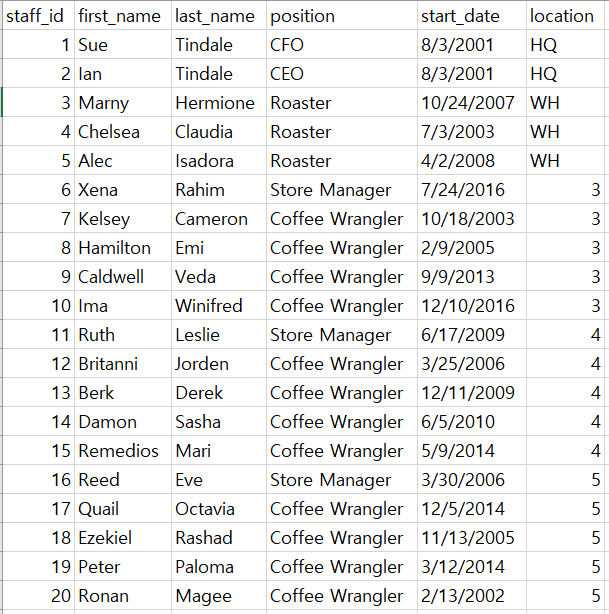 staff_id first_name last_name position start_date location
1 Sue Tindale CFO 8/3/2001 HQ
2 Ian Tindale CEO 8/3/2001 HQ
3 Marny Hermione Roaster 10/24/2007 WH
4 Chelsea Claudia Roaster 7/3/2003 WH
5 Alec Isadora Roaster 4/2/2008 WH
6 Xena Rahim Store Manager 7/24/2016 3
7 Kelsey Cameron Coffee Wrangler 10/18/2003 3
8 Hamilton Emi Coffee Wrangler 2/9/2005 3
9 Caldwell Veda Coffee Wrangler 9/9/2013 3
10 Ima Winifred Coffee Wrangler 12/10/2016 3
11 Ruth Leslie Store Manager 6/17/2009 4
12 Britanni Jorden Coffee Wrangler 3/25/2006 4
13 Berk Derek Coffee Wrangler 12/11/2009 4
14 Damon Sasha Coffee Wrangler 6/5/2010 4
15 Remedios Mari Coffee Wrangler 5/9/2014 4
16 Reed Eve Store Manager 3/30/2006 5
17 Quail Octavia Coffee Wrangler 12/5/2014 5
18 Ezekiel Rashad Coffee Wrangler 11/13/2005 5
19 Peter Paloma Coffee Wrangler 3/12/2014 5
20 Ronan Magee Coffee Wrangler 2/13/2002 5